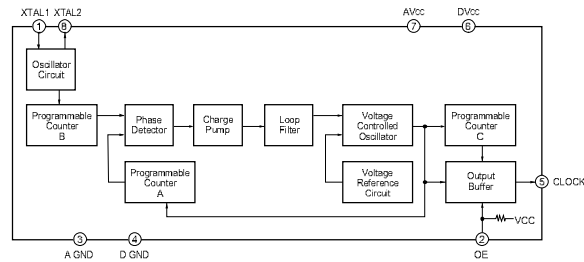 XTAL1 XTAL2 AVCC DVCC
1 8 7 6
Oscillator
Circuit
Programmable
Counter
B
Phase
Detector
Charge
Pump
Loop
Filter
Voltage
Controlled
Oscillator
Programmable
Counter
C
Programmable
Counter
A
Voltage
Reference
Circuit
Output
Buffer
5 CLOCK
VCC
3 4 2
A GND D GND OE